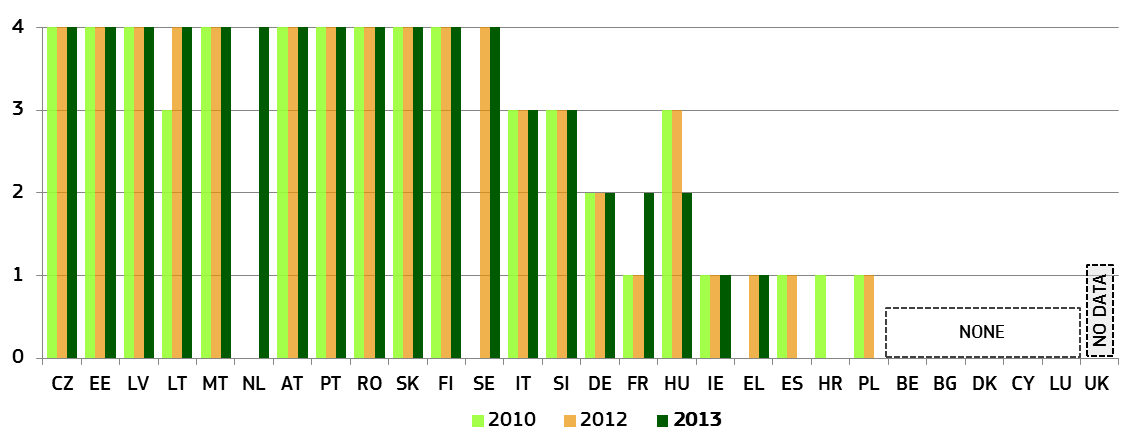 4
3
2
1
0
NONE
NO DATA
CZ EE LV LT MT NL AT PT RO SK FI SE IT SI DE FR HU IE EL ES HR PL BE BG DK CY LU UK
2010 2012 2013